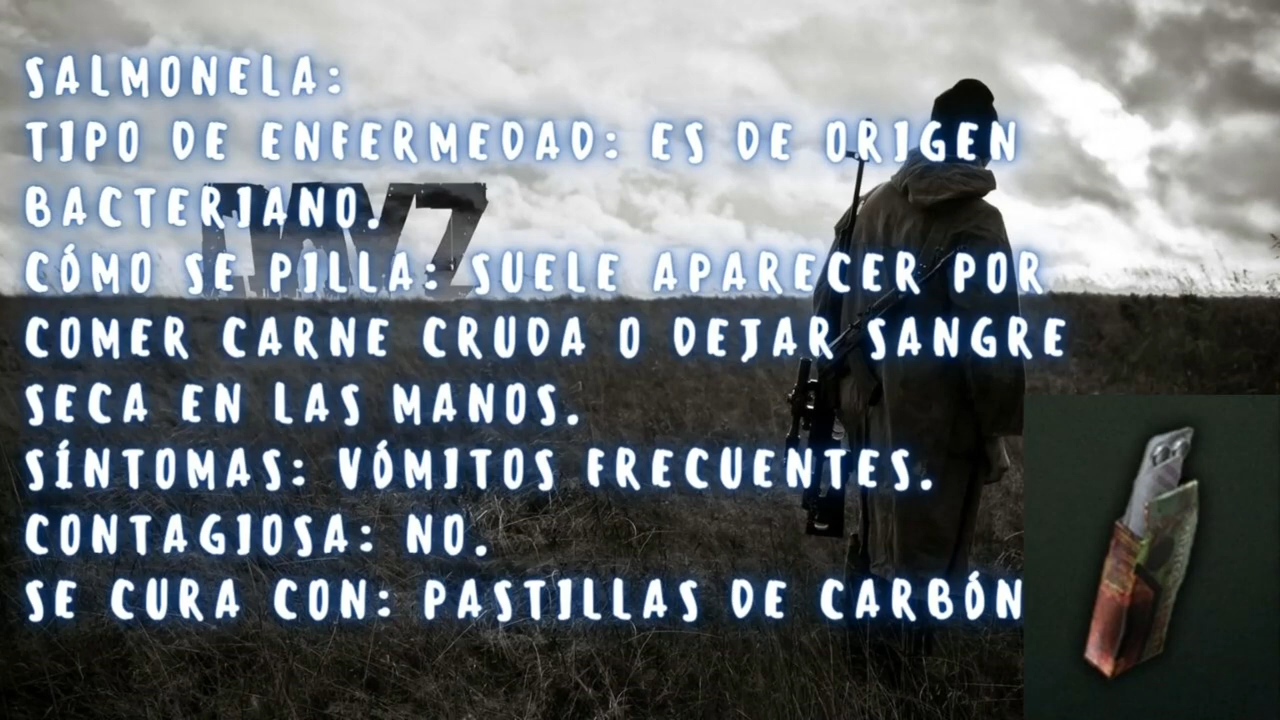 SALMONELA:
TIPO DE ENFERMEDAD: ES DE ORIGEN
BACTERIANO.
DAYZ
CÓMO SE PILLA: SUELE APARECER POR
COMER CARNE CRUDA O DEJAR SANGRE
SECA EN LAS MANOS.
SÍNTOMAS: VÓMITOS FRECUENTES.
CONTAGIOSA: NO.
SE CURA CON: PASTILLAS DE CARBÓN